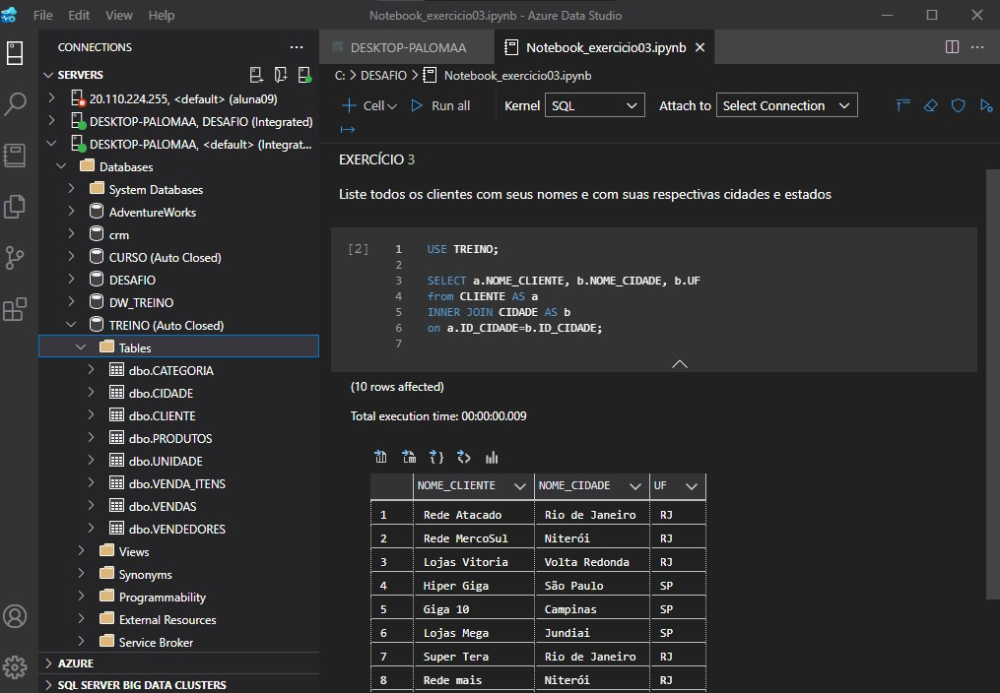 File Edit View Help Notebook_exercicio03.ipynb - Azure Data Studio
CONNECTIONS
SERVERS
20.110.224.255, <default> (aluna09)
DESKTOP-PALOMAA, DESAFIO (Integrated)
DESKTOP-PALOMAA, <default> (Integrat...
Databases
System Databases
AdventureWorks
crm
CURSO (Auto Closed)
DESAFIO
DW_TREINO
TREINO (Auto Closed)
Tables
dbo.CATEGORIA
dbo.CIDADE
dbo.CLIENTE
dbo.PRODUTOS
dbo.UNIDADE
dbo.VENDA_ITENS
dbo.VENDAS
dbo.VENDEDORES
Views
Synonyms
Programmability
External Resources
Service Broker
AZURE
SQL SERVER BIG DATA CLUSTERS
DESKTOP-PALOMAA Notebook_exercicio03.ipynb
C: > DESAFIO > Notebook_exercicio03.ipynb
Cell Run all Kernel SQL Attach to Select Connection
EXERCÍCIO 3
Liste todos os clientes com seus nomes e com suas respectivas cidades e estados
[2] 1 USE TREINO;
2
3 SELECT a.NOME_CLIENTE, b.NOME_CIDADE, b.UF
4 from CLIENTE AS a
5 INNER JOIN CIDADE AS b
6 on a.ID_CIDADE=b.ID_CIDADE;
7
(10 rows affected)
Total execution time: 00:00:00.009
NOME_CLIENTE NOME_CIDADE UF
1 Rede Atacado Rio de Janeiro RJ
2 Rede MercoSul Niterói RJ
3 Lojas Vitoria Volta Redonda RJ
4 Hiper Giga São Paulo SP
5 Giga 10 Campinas SP
6 Lojas Mega Jundiai SP
7 Super Tera Rio de Janeiro RJ
8 Rede mais Niterói RJ